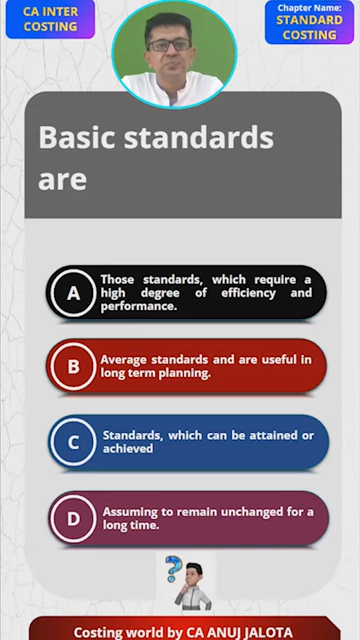 CA INTER
COSTING
Chapter Name:
STANDARD
COSTING
Basic standards
are
A
Those standards, which require a
high degree of efficiency and
performance.
B
Average standards and are useful in
long term planning.
C
Standards, which can be attained or
achieved
D
Assuming to remain unchanged for a
long time.
?
Costing world by CA ANUJ JALOTA